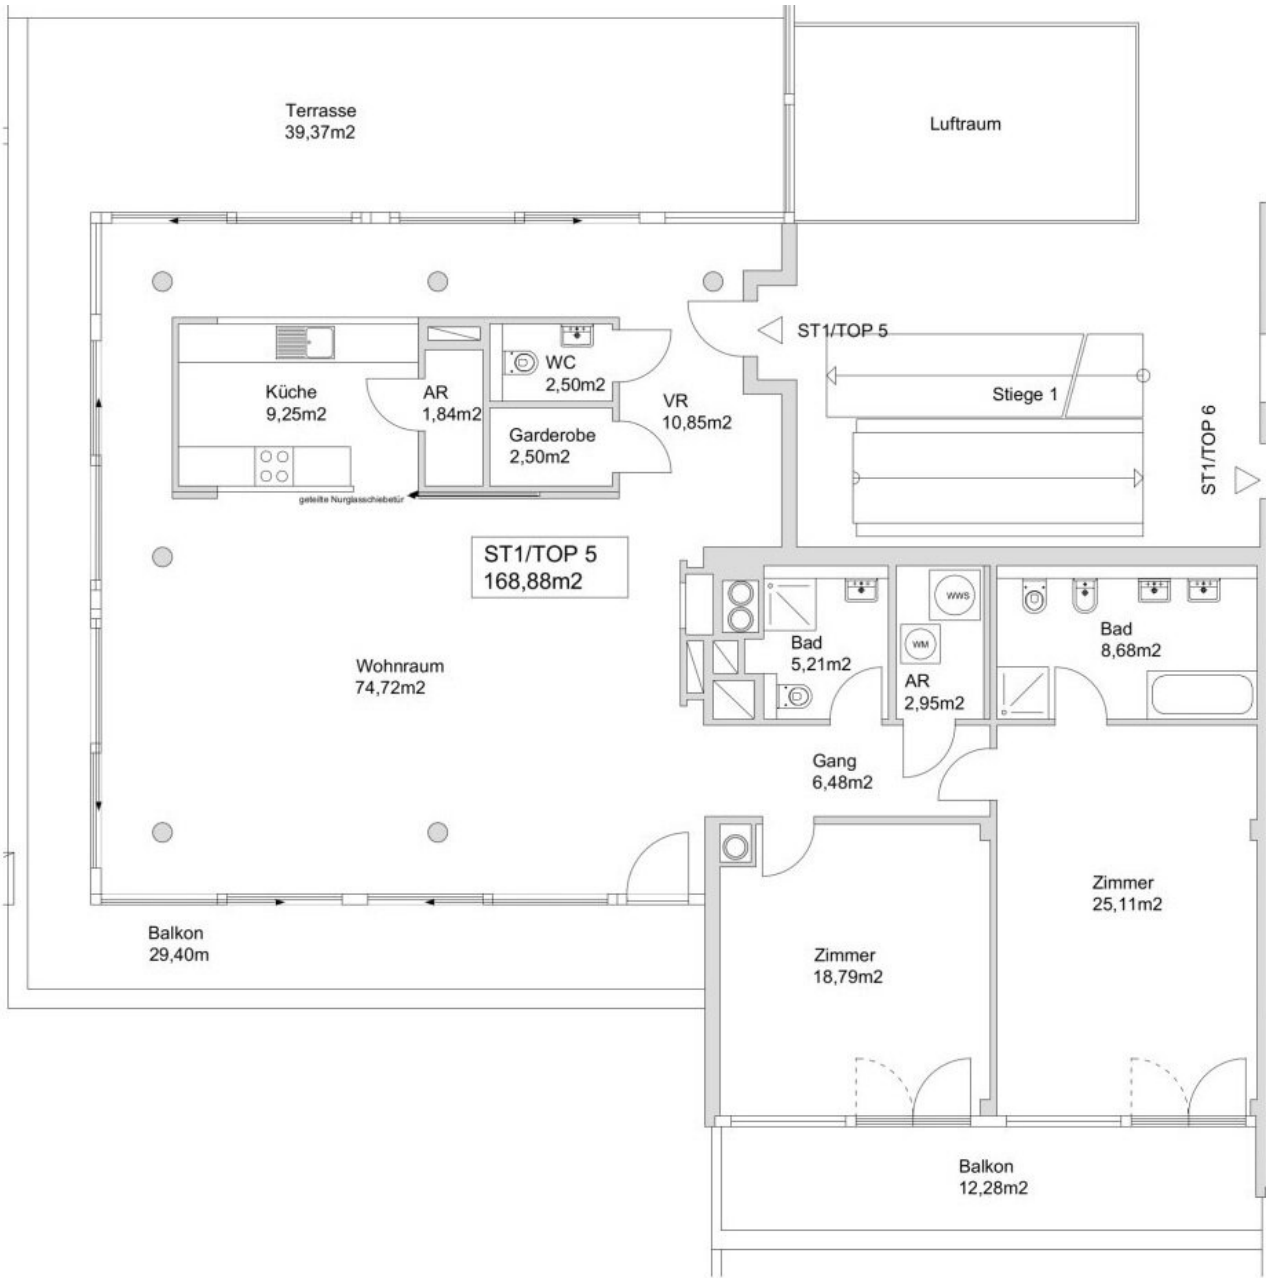 Terrasse
39,37m2
Luftraum
ST1/TOP 5
Stiege 1
ST1/TOP 6
Küche
9,25m2
AR
1,84m2
WC
2,50m2
Garderobe
2,50m2
VR
10,85m2
geteilte Nurglasschiebetür
ST1/TOP 5
168,88m2
Wohnraum
74,72m2
Bad
5,21m2
WWS
WM
AR
2,95m2
Bad
8,68m2
Gang
6,48m2
Zimmer
25,11m2
Zimmer
18,79m2
Balkon
29,40m
Balkon
12,28m2